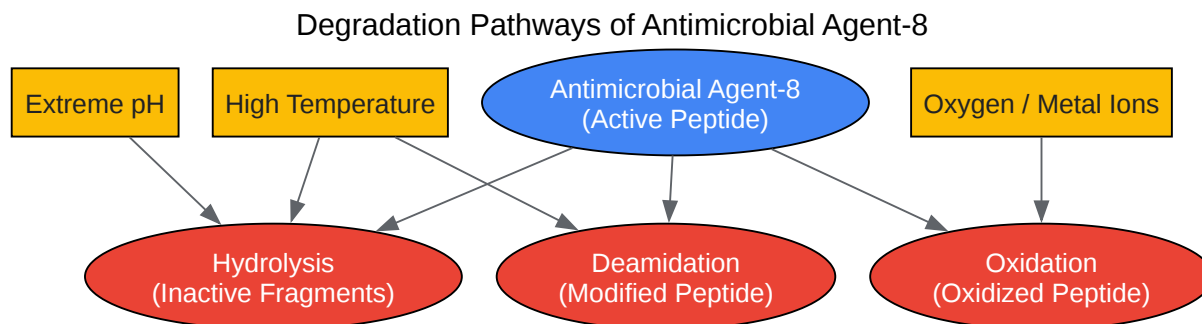 Degradation Pathways of Antimicrobial Agent-8
Extreme pH
High Temperature
Antimicrobial Agent-8
(Active Peptide)
Oxygen / Metal Ions
Hydrolysis
(Inactive Fragments)
Deamidation
(Modified Peptide)
Oxidation
(Oxidized Peptide)